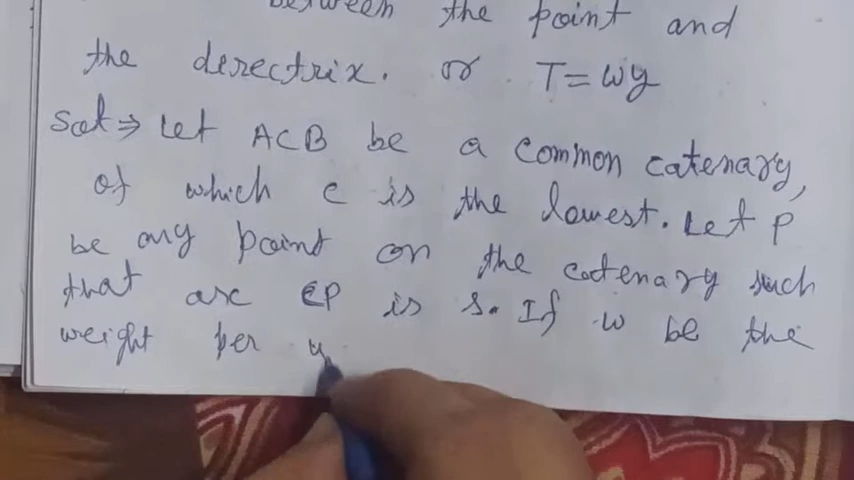 between the point and
the derectrix. or T=wy
Sol⇒ Let ACB be a common catenary,
of which c is the lowest. Let P
be any point on the catenary such
that arc CP is s. If w be the
weight per u